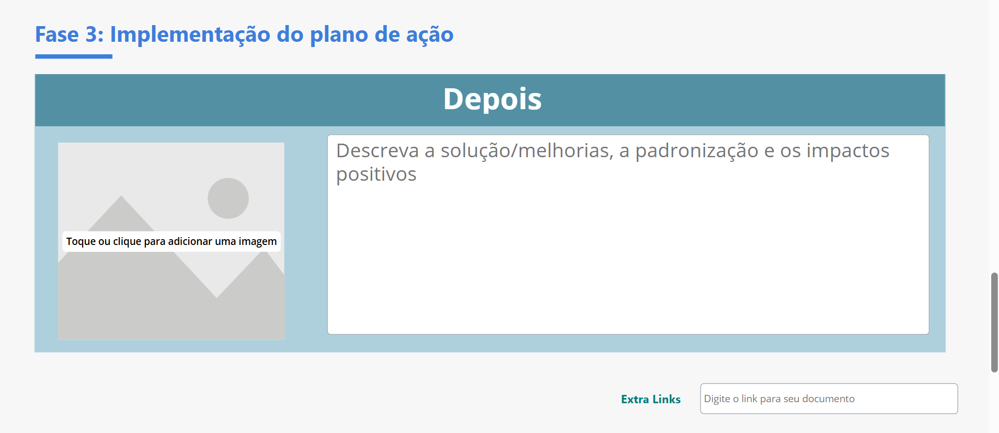 Fase 3: Implementação do plano de ação
Depois
Descreva a solução/melhorias, a padronização e os impactos
positivos
Toque ou clique para adicionar uma imagem
Extra Links
Digite o link para seu documento